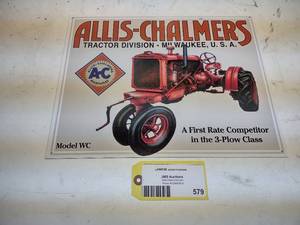 ALLIS-CHALMERS
TRACTOR DIVISION - MILWAUKEE, U. S. A.
A-C
A First Rate Competitor
in the 3-Plow Class
Model WC
579